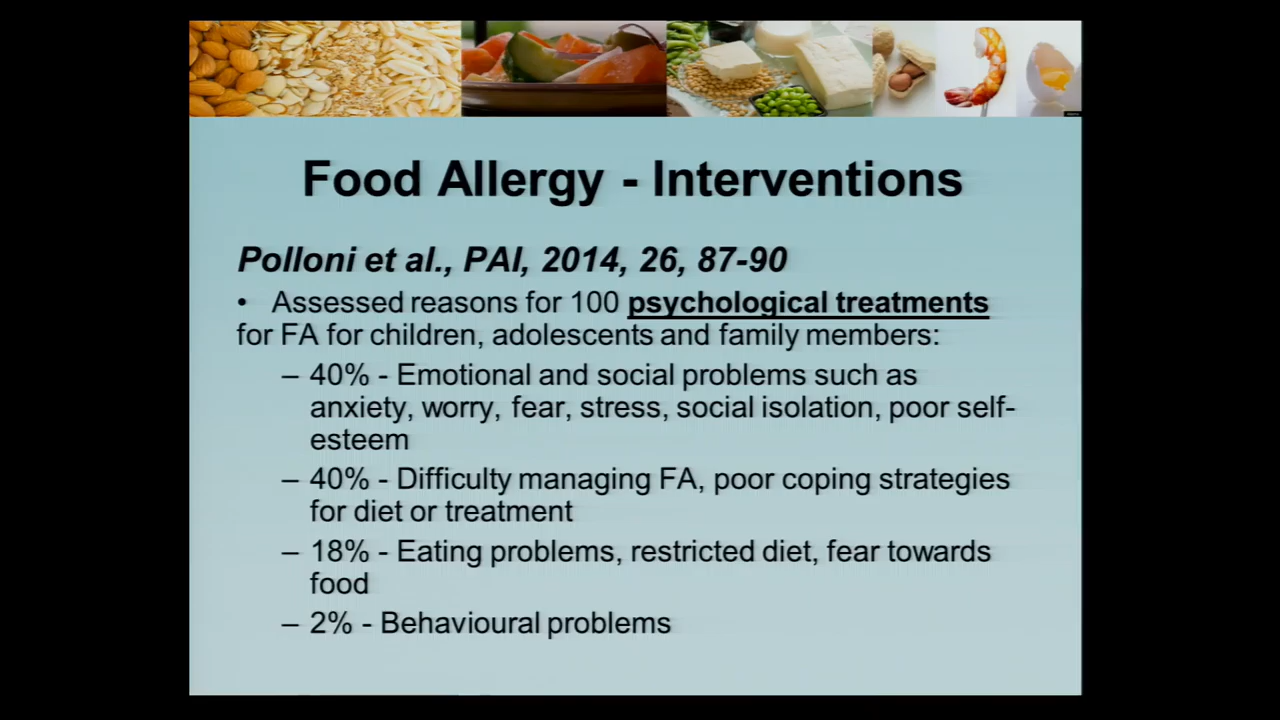 Food Allergy - Interventions
Polloni et al., PAI, 2014, 26, 87-90
• Assessed reasons for 100 psychological treatments
for FA for children, adolescents and family members:
– 40% - Emotional and social problems such as
anxiety, worry, fear, stress, social isolation, poor self-
esteem
– 40% - Difficulty managing FA, poor coping strategies
for diet or treatment
– 18% - Eating problems, restricted diet, fear towards
food
– 2% - Behavioural problems